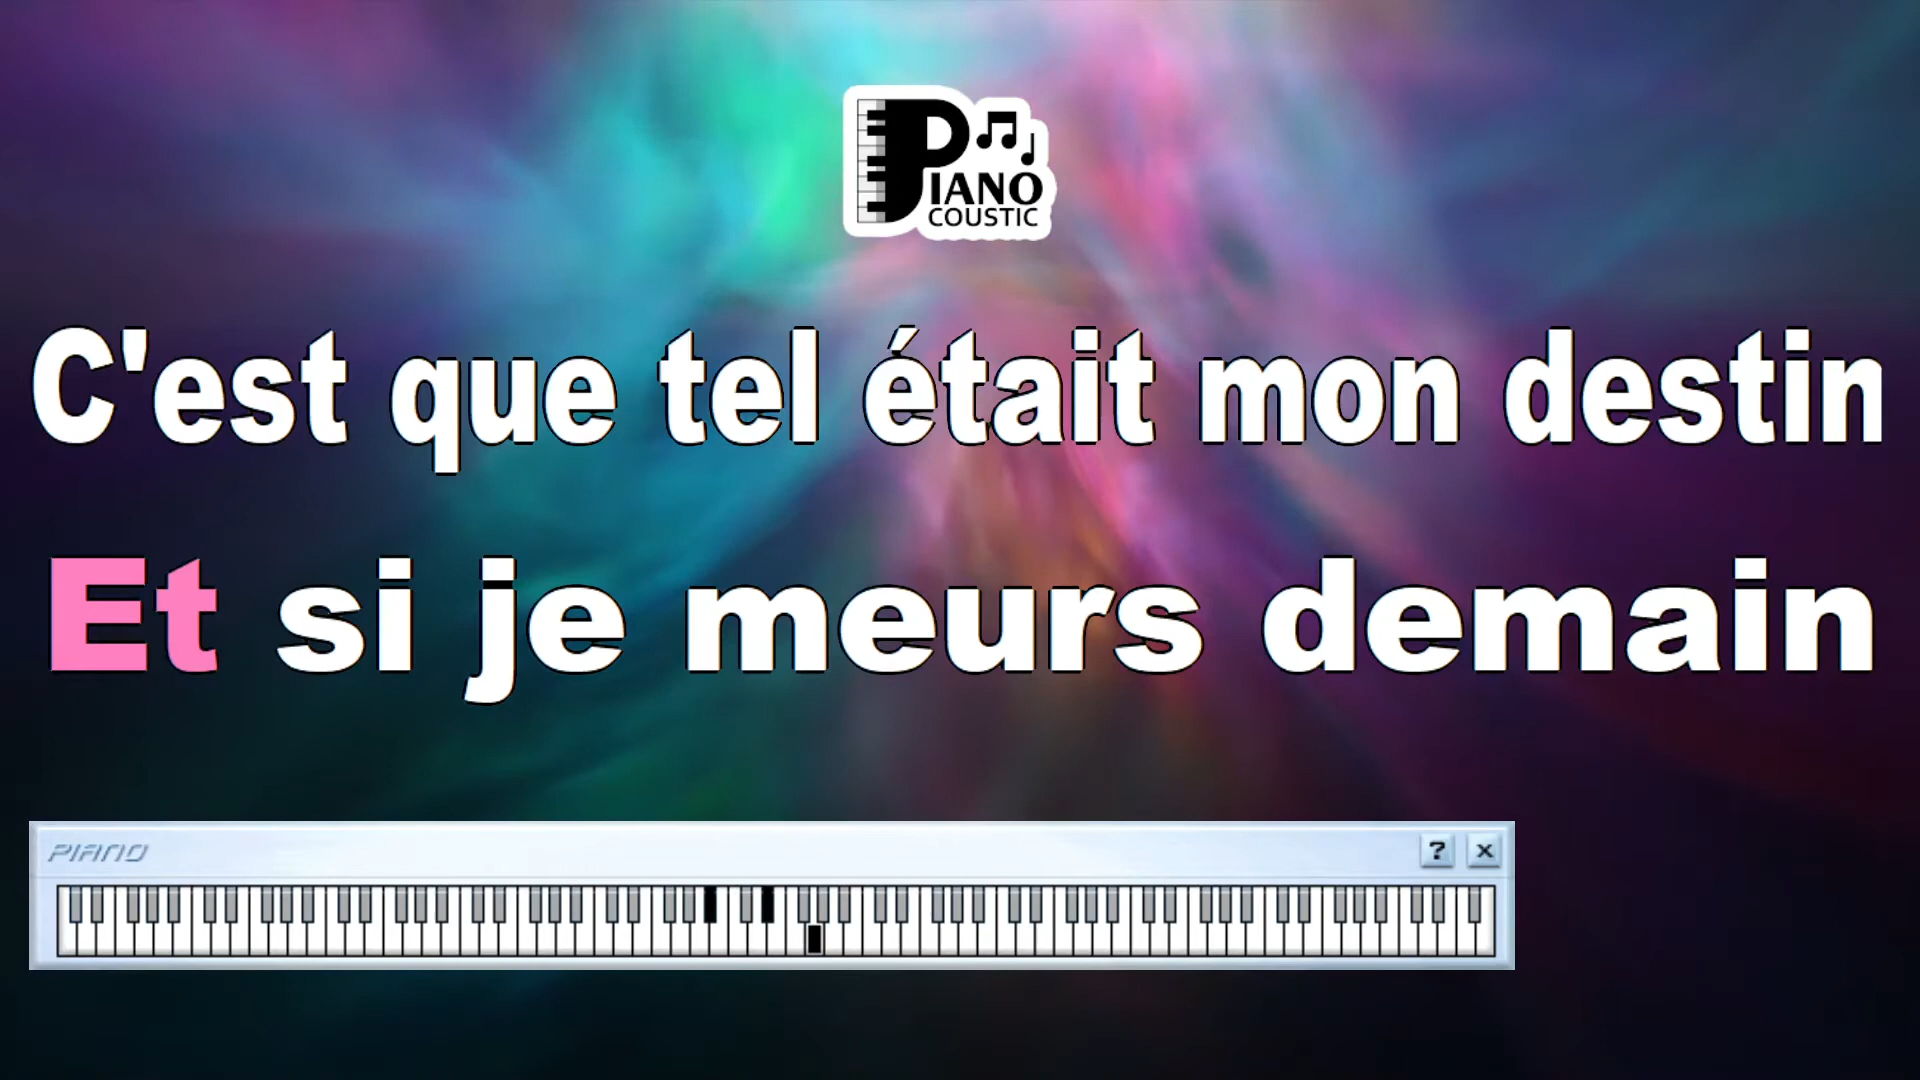 PIANO
COUSTIC
C'est que tel était mon destin
Et si je meurs demain
PIANO
? x